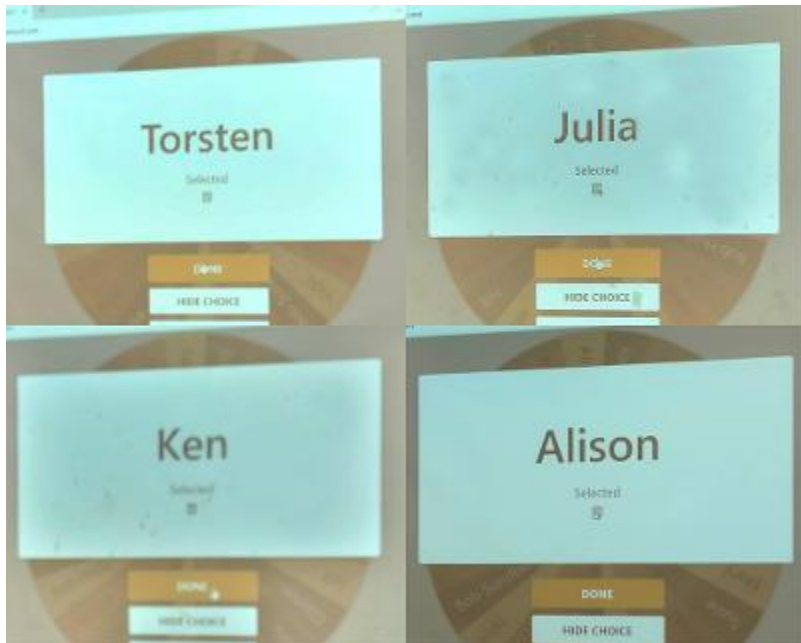 Torsten
Selected
DONE
HIDE CHOICE
Julia
Selected
DONE
HIDE CHOICE
Ken
Selected
DONE
HIDE CHOICE
Alison
Selected
DONE
HIDE CHOICE